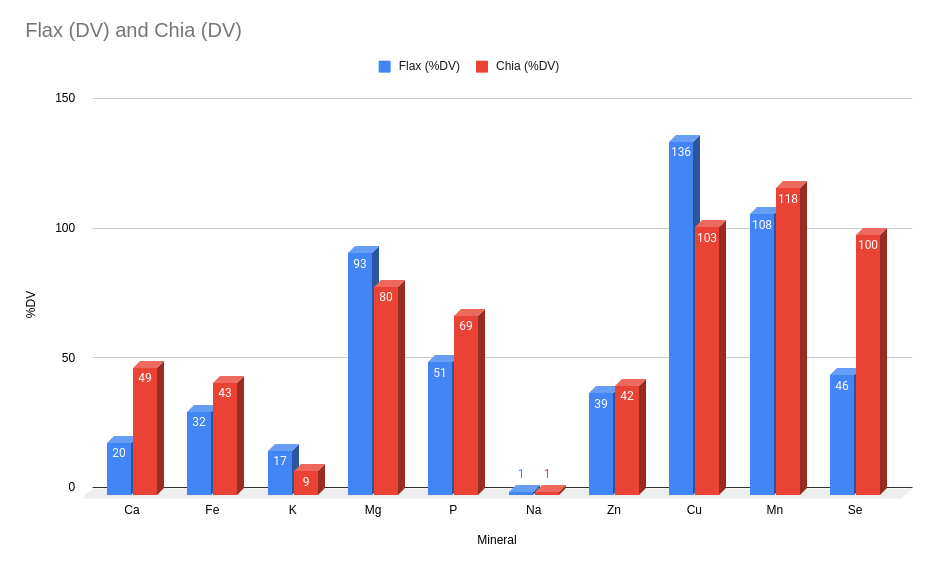 Flax (DV) and Chia (DV)
Flax (%DV) Chia (%DV)
150
100
50
0
%DV
20 49 32 43 17 9 93 80 51 69 1 1 39 42 136 103 108 118 46 100
Ca Fe K Mg P Na Zn Cu Mn Se
Mineral